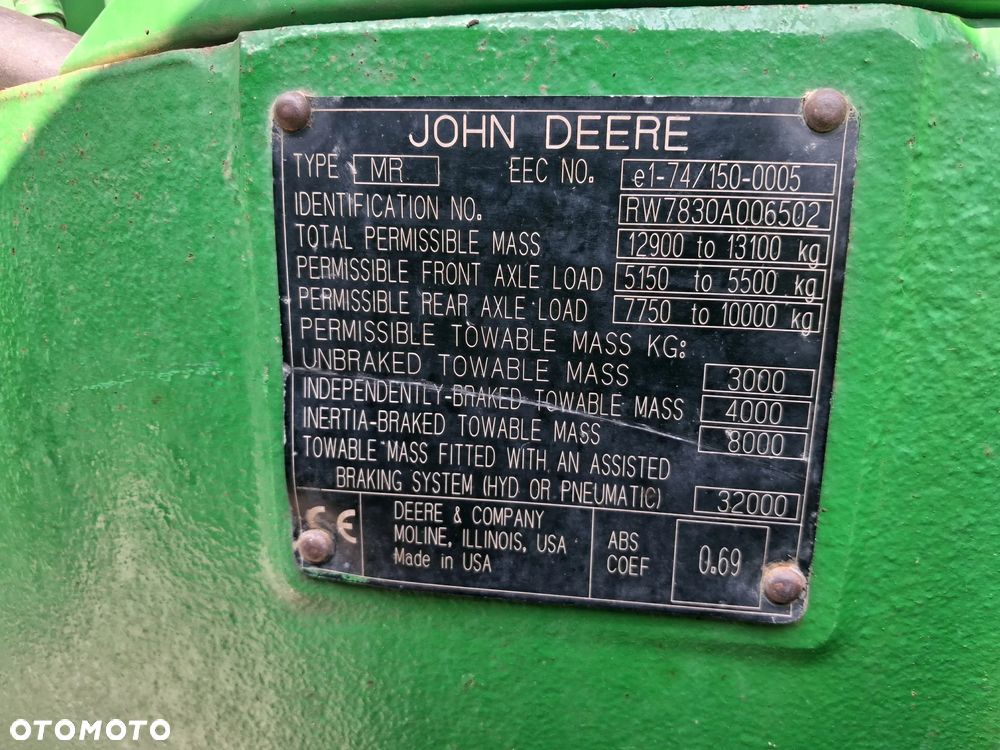 JOHN DEERE
TYPE MR EEC NO. e1-74/150-0005
IDENTIFICATION NO. RW7830A006502
TOTAL PERMISSIBLE MASS 12900 to 13100 kg
PERMISSIBLE FRONT AXLE LOAD 5150 to 5500 kg
PERMISSIBLE REAR AXLE LOAD 7750 to 10000 kg
PERMISSIBLE TOWABLE MASS KG:
UNBRAKED TOWABLE MASS 3000
INDEPENDENTLY-BRAKED TOWABLE MASS 4000
INERTIA-BRAKED TOWABLE MASS 8000
TOWABLE MASS FITTED WITH AN ASSISTED
BRAKING SYSTEM (HYD OR PNEUMATIC) 32000
CE
DEERE & COMPANY
MOLINE, ILLINOIS, USA
Made in USA
ABS
COEF
0.69
OTOMOTO